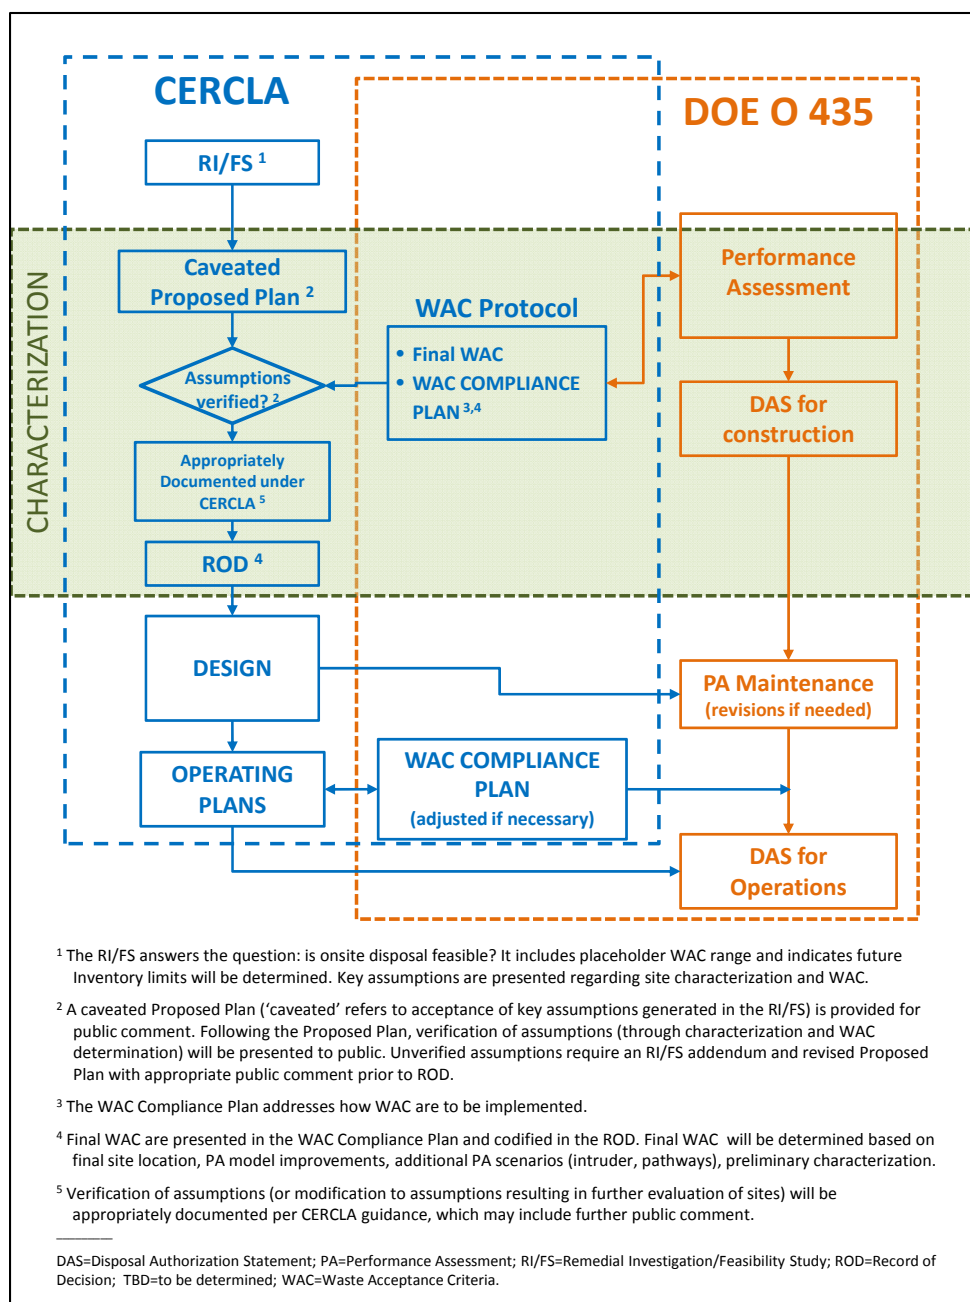 CERCLA
DOE O 435
RI/FS 1
CHARACTERIZATION
Caveated
Proposed Plan 2
Performance
Assessment
WAC Protocol
• Final WAC
• WAC COMPLIANCE
PLAN 3,4
Assumptions
verified? 2
DAS for
construction
Appropriately
Documented under
CERCLA 5
ROD 4
DESIGN
PA Maintenance
(revisions if needed)
OPERATING
PLANS
WAC COMPLIANCE
PLAN
(adjusted if necessary)
DAS for
Operations
1 The RI/FS answers the question: is onsite disposal feasible? It includes placeholder WAC range and indicates future
Inventory limits will be determined. Key assumptions are presented regarding site characterization and WAC.
2 A caveated Proposed Plan (‘caveated’ refers to acceptance of key assumptions generated in the RI/FS) is provided for
public comment. Following the Proposed Plan, verification of assumptions (through characterization and WAC
determination) will be presented to public. Unverified assumptions require an RI/FS addendum and revised Proposed
Plan with appropriate public comment prior to ROD.
3 The WAC Compliance Plan addresses how WAC are to be implemented.
4 Final WAC are presented in the WAC Compliance Plan and codified in the ROD. Final WAC will be determined based on
final site location, PA model improvements, additional PA scenarios (intruder, pathways), preliminary characterization.
5 Verification of assumptions (or modification to assumptions resulting in further evaluation of sites) will be
appropriately documented per CERCLA guidance, which may include further public comment.
DAS=Disposal Authorization Statement; PA=Performance Assessment; RI/FS=Remedial Investigation/Feasibility Study; ROD=Record of
Decision; TBD=to be determined; WAC=Waste Acceptance Criteria.